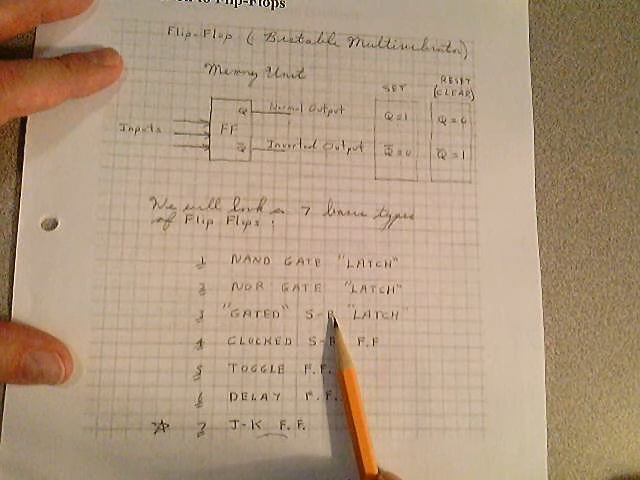 to Flip-Flops
Flip-Flop ( Bistable Multivibrator)
Memory Unit
SET
RESET
(CLEAR)
Q
Normal Output
Q=1
Q=0
Inputs
FF
Q̅
Inverted Output
Q̅=0
Q̅=1
We will look @ 7 basic types
of Flip Flops:
1 NAND GATE "LATCH"
2 NOR GATE "LATCH"
3 "GATED" S-R "LATCH"
4 CLOCKED S-R F.F
5 TOGGLE F.F.
6 DELAY F.F.
7 J-K F.F.